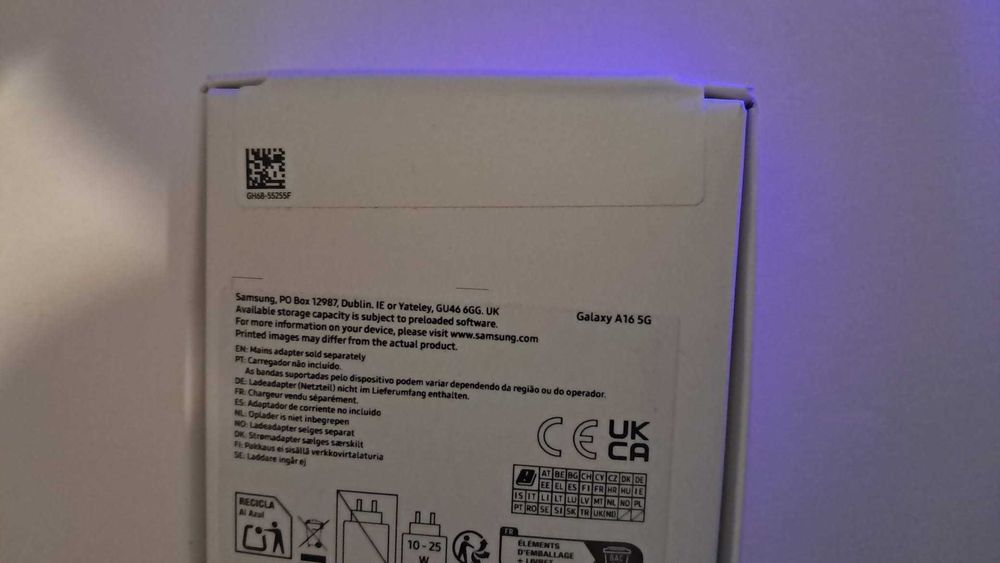 GH68-55255F
Samsung, PO Box 12987, Dublin. IE or Yateley, GU46 6GG. UK
Available storage capacity is subject to preloaded software.
For more information on your device, please visit www.samsung.com
Printed images may differ from the actual product.
Galaxy A16 5G
EN: Mains adapter sold separately
PT: Carregador não incluído.
As bandas suportadas pelo dispositivo podem variar dependendo da região ou do operador.
DE: Ladeadapter (Netzteil) nicht im Lieferumfang enthalten.
FR: Chargeur vendu séparément.
ES: Adaptador de corriente no incluido
NL: Oplader is niet inbegrepen
NO: Ladeadapter selges separat
DK: Strømadapter sælges særskilt
FI: Pakkaus ei sisällä verkkovirtalaturia
SE: Laddare ingår ej
CE
UK
CA
AT BE BG CH CY CZ DK DE
EE EL ES FI FR HR HU IE
IS IT LI LT LU LV MT NL NO PL
PT RO SE SI SK TR UK(NI)
RECICLA
Al Azul
10 - 25
W
FR
ÉLÉMENTS
D'EMBALLAGE
+ LIVRET